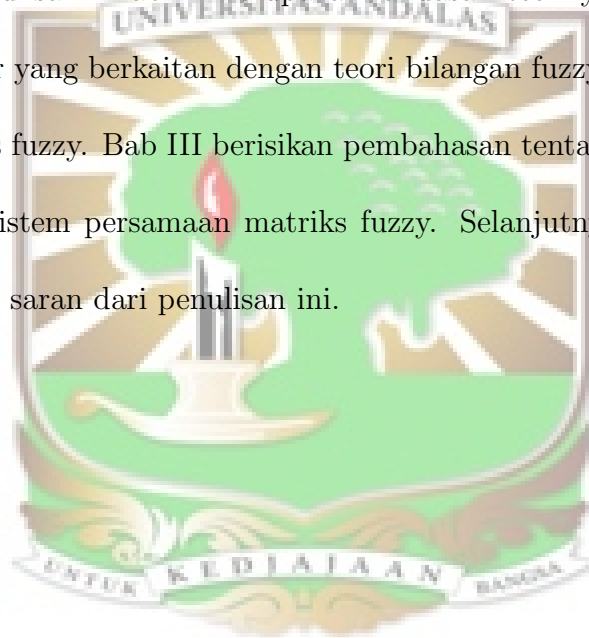 UNIVERSITAS ANDALAS
yang berkaitan dengan teori bilangan fuzzy
fuzzy. Bab III berisikan pembahasan tenta
istem persamaan matriks fuzzy. Selanjutn
saran dari penulisan ini.
UNTUK KEDJAJAAN BANGSA